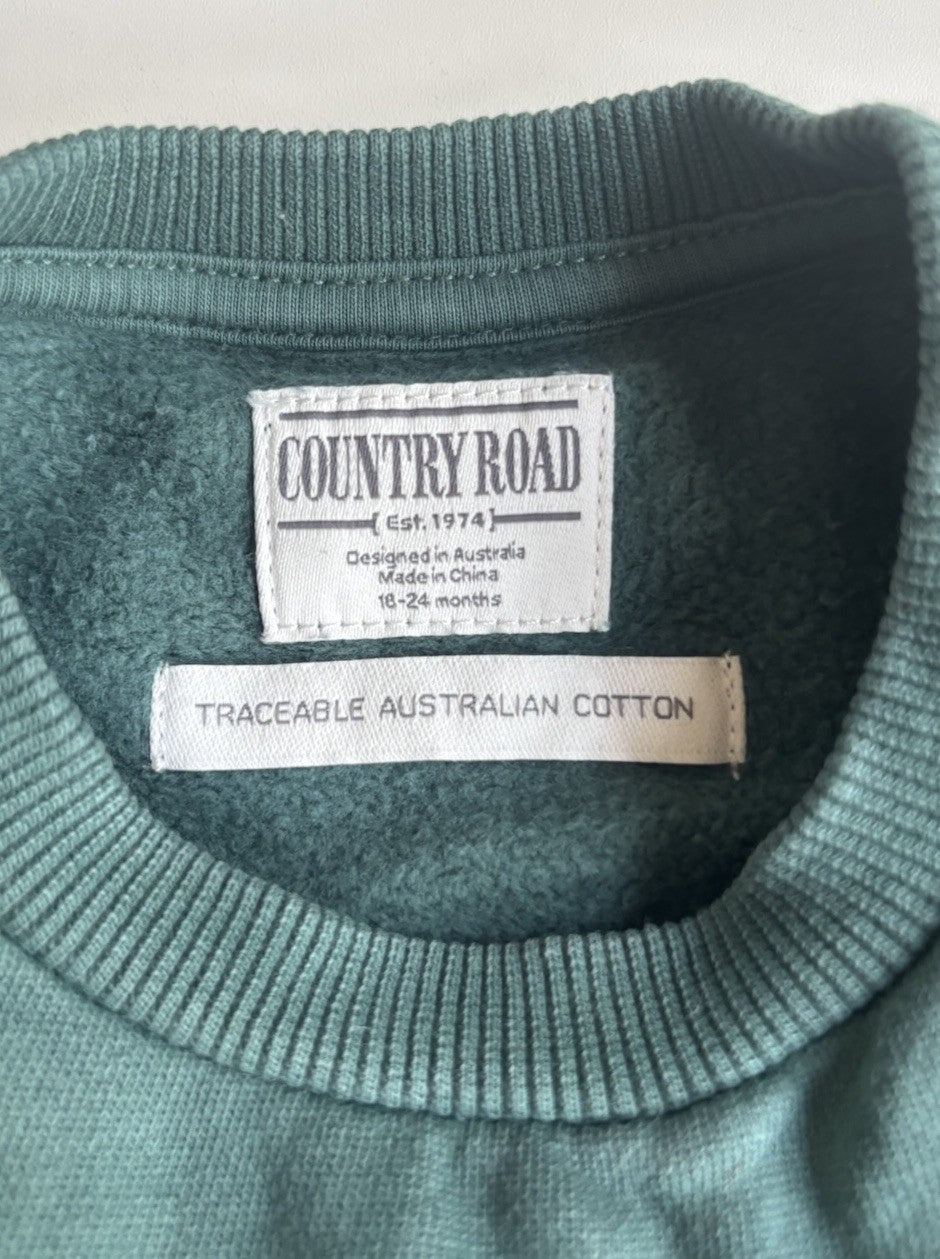 COUNTRY ROAD
{ Est. 1974 }
Designed in Australia
Made in China
18-24 months
TRACEABLE AUSTRALIAN COTTON